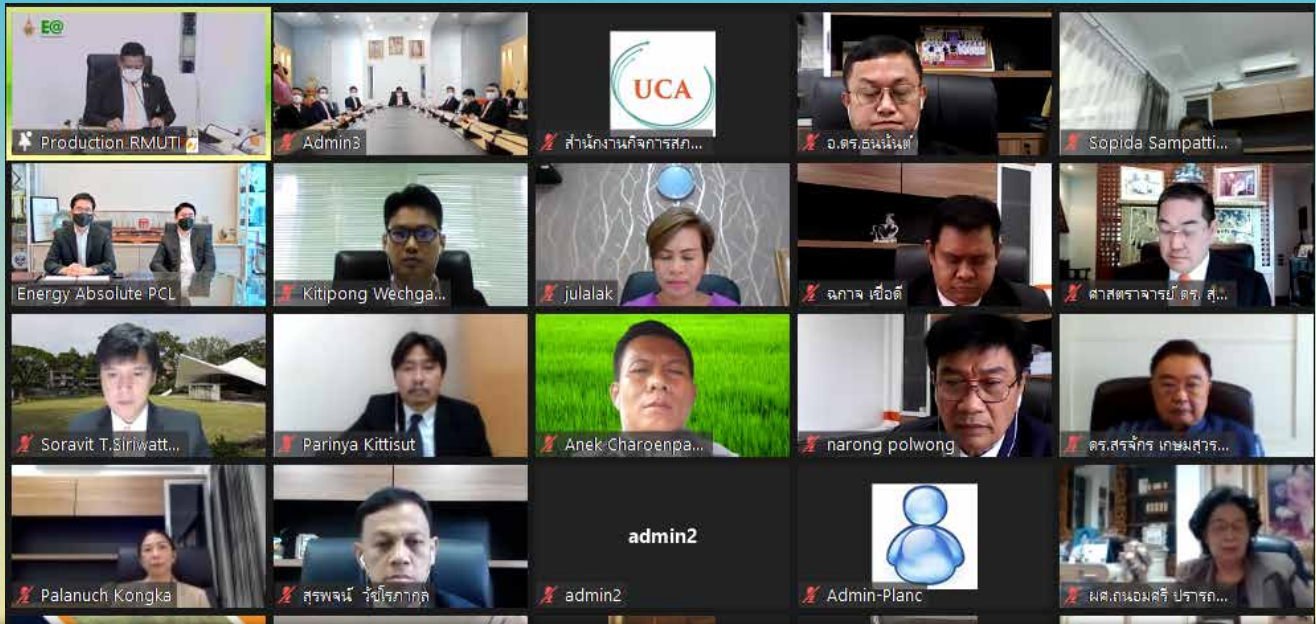 E@
Production RMUTI
Admin3
UCA
สำนักงานกิจการสภ...
อ.ดร.ธนนันต์
Sopida Sampatti...
Energy Absolute PCL
Kitipong Wechga...
julalak
ฉกาจ เชื่อดี
ศาสตราจารย์ ดร. สุ...
Soravit T.Siriwatt...
Parinya Kittisut
Anek Charoenpa...
narong polwong
ดร.สรจักร เกษมสุวร...
Palanuch Kongka
สุรพจน์ วัชโรภากุล
admin2
admin2
Admin-Planc
ผศ.ถนอมศรี ปรารถ...